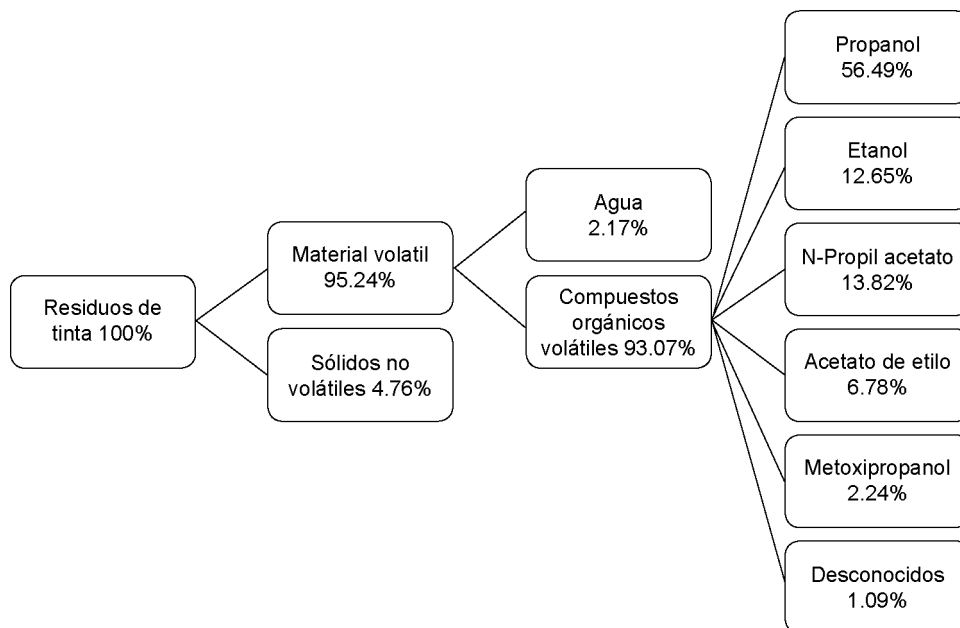 Residuos de
tinta 100%
Material volatil
95.24%
Sólidos no
volátiles 4.76%
Agua
2.17%
Compuestos
orgánicos
volátiles 93.07%
Propanol
56.49%
Etanol
12.65%
N-Propil acetato
13.82%
Acetato de etilo
6.78%
Metoxipropanol
2.24%
Desconocidos
1.09%